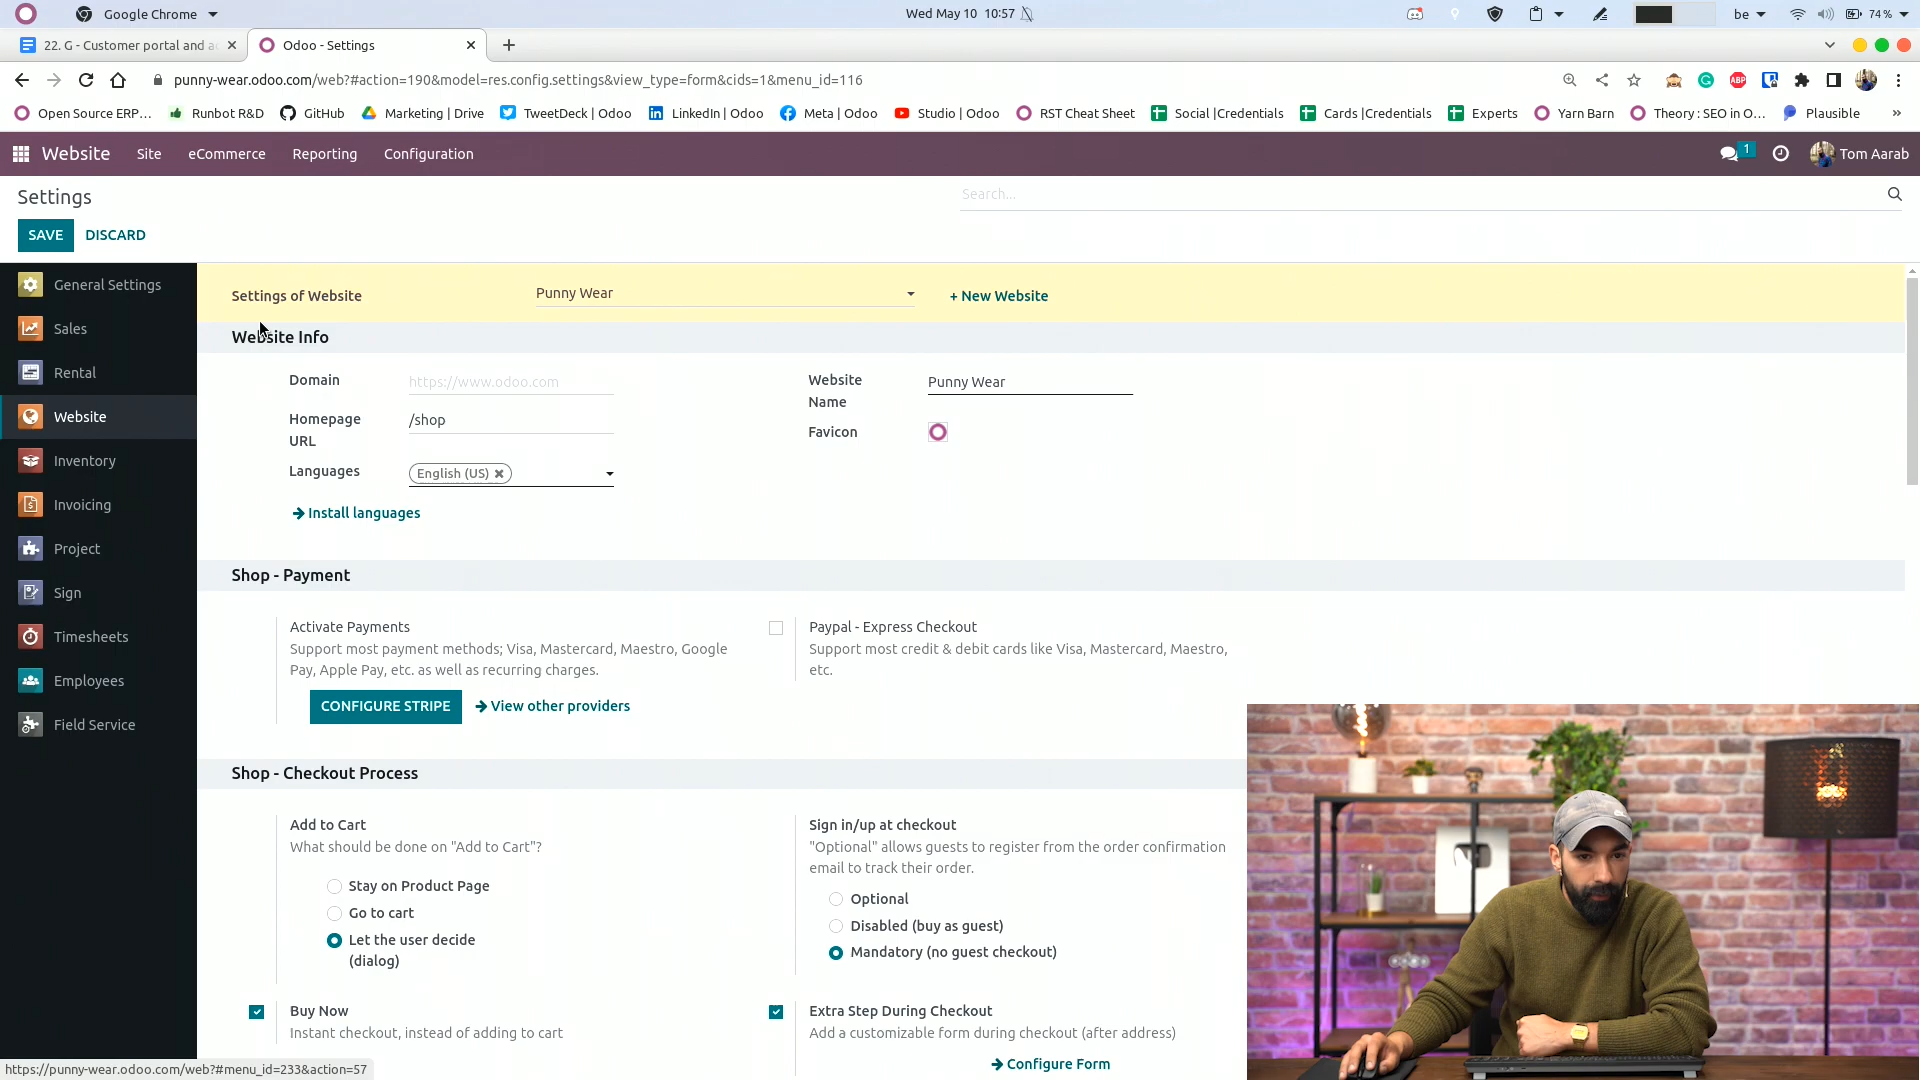 Google Chrome
Wed May 10 10:57
be
74 %
22. G - Customer portal and a
Odoo - Settings
punny-wear.odoo.com/web?#action=190&model=res.config.settings&view_type=form&cids=1&menu_id=116
Open Source ERP...
Runbot R&D
GitHub
Marketing | Drive
TweetDeck | Odoo
LinkedIn | Odoo
Meta | Odoo
Studio | Odoo
RST Cheat Sheet
Social |Credentials
Cards |Credentials
Experts
Yarn Barn
Theory : SEO in O...
Plausible
»
Website
Site
eCommerce
Reporting
Configuration
1
Tom Aarab
Settings
Search...
SAVE
DISCARD
General Settings
Sales
Rental
Website
Inventory
Invoicing
Project
Sign
Timesheets
Employees
Field Service
Settings of Website
Punny Wear
+ New Website
Website Info
Domain
https://www.odoo.com
Homepage
URL
/shop
Languages
English (US)
Install languages
Website
Name
Punny Wear
Favicon
Shop - Payment
Activate Payments
Support most payment methods; Visa, Mastercard, Maestro, Google
Pay, Apple Pay, etc. as well as recurring charges.
CONFIGURE STRIPE
View other providers
Paypal - Express Checkout
Support most credit & debit cards like Visa, Mastercard, Maestro,
etc.
Shop - Checkout Process
Add to Cart
What should be done on "Add to Cart"?
Stay on Product Page
Go to cart
Let the user decide
(dialog)
Sign in/up at checkout
"Optional" allows guests to register from the order confirmation
email to track their order.
Optional
Disabled (buy as guest)
Mandatory (no guest checkout)
Buy Now
Instant checkout, instead of adding to cart
Extra Step During Checkout
Add a customizable form during checkout (after address)
Configure Form
https://punny-wear.odoo.com/web?#menu_id=233&action=57